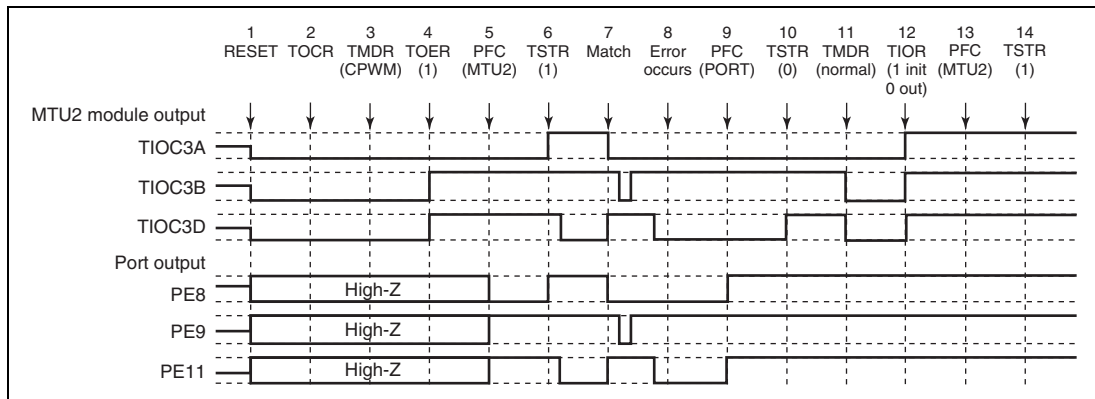 1 2 3 4 5 6 7 8 9 10 11 12 13 14
RESET TOCR TMDR TOER PFC TSTR Match Error PFC TSTR TMDR TIOR PFC TSTR
(CPWM) (1) (MTU2) (1) occurs (PORT) (0) (normal) (1 init (MTU2) (1)
0 out)
MTU2 module output
TIOC3A
TIOC3B
TIOC3D
Port output
PE8 High-Z
PE9 High-Z
PE11 High-Z